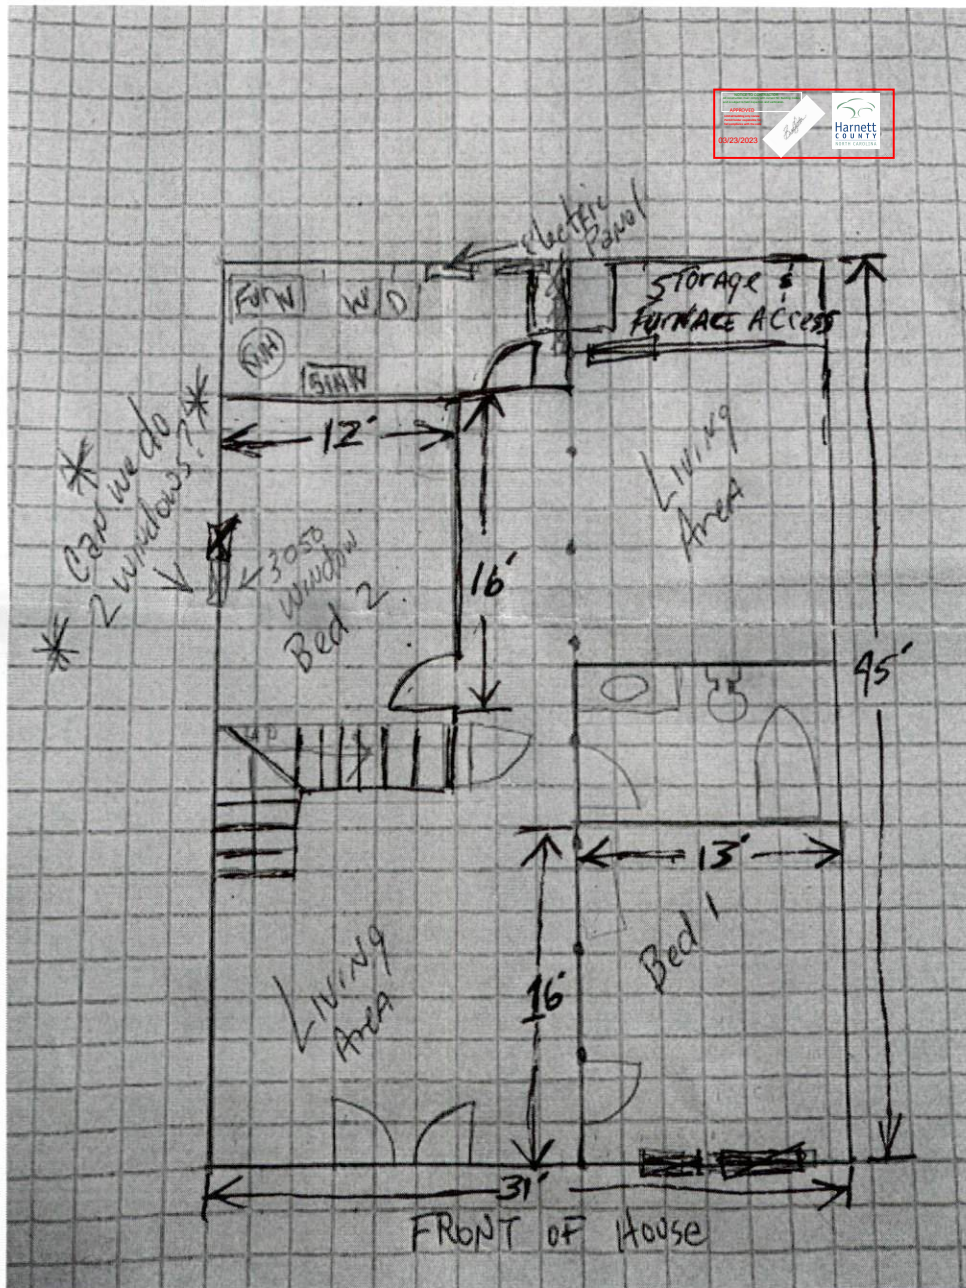 APPROVED
03/23/2023
Harnett
COUNTY
NORTH CAROLINA
Electric
Panel
FurN
W
D
WH
SINK
Storage &
FurNACE Access
12'
* Can we do *
2 windows?? *
3050
window
Bed 2
16'
Living
Area
45'
UP
13'
Bed 1
16'
Living
Area
31'
FRONT OF House